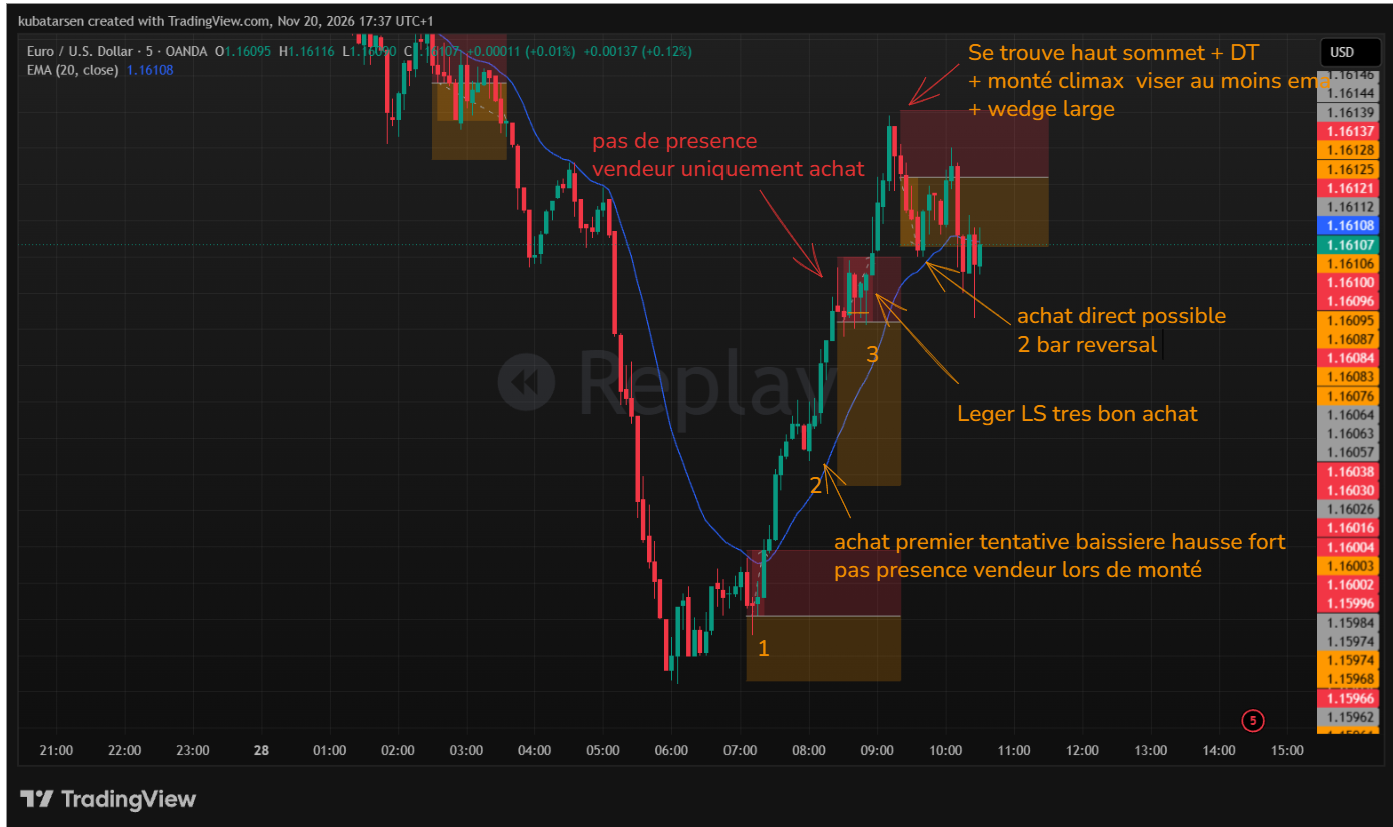 kubatarsen created with TradingView.com, Nov 20, 2026 17:37 UTC+1
Euro / U.S. Dollar · 5 · OANDA O1.16095 H1.16116 L1.16090 C1.16107 +0.00011 (+0.01%) +0.00137 (+0.12%)
EMA (20, close) 1.16108
USD
Se trouve haut sommet + DT
+ monté climax viser au moins ema
+ wedge large
pas de presence
vendeur uniquement achat
achat direct possible
2 bar reversal
3
Leger LS tres bon achat
2
achat premier tentative baissiere hausse fort
pas presence vendeur lors de monté
1
Replay
1.16146
1.16144
1.16139
1.16137
1.16128
1.16125
1.16121
1.16112
1.16108
1.16107
1.16106
1.16100
1.16096
1.16095
1.16087
1.16084
1.16083
1.16076
1.16064
1.16063
1.16057
1.16038
1.16030
1.16026
1.16016
1.16004
1.16003
1.16002
1.15996
1.15984
1.15974
1.15974
1.15968
1.15966
1.15962
5
21:00 22:00 23:00 28 01:00 02:00 03:00 04:00 05:00 06:00 07:00 08:00 09:00 10:00 11:00 12:00 13:00 14:00 15:00
TradingView